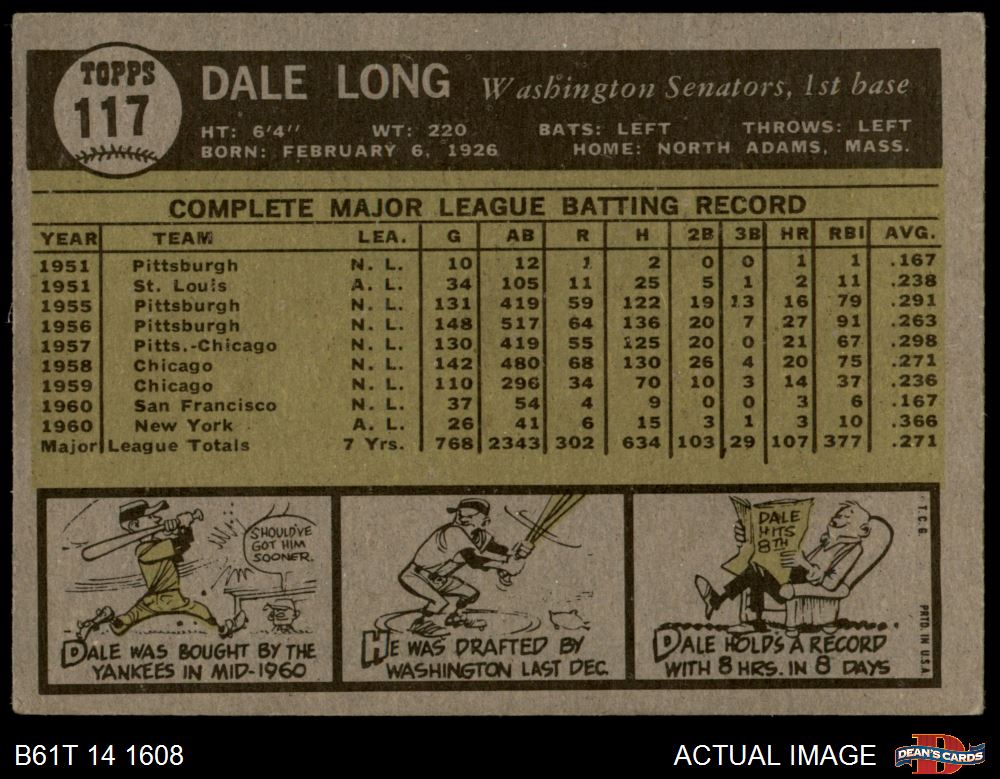 TOPPS
117
DALE LONG Washington Senators, 1st base
HT: 6'4" WT: 220 BATS: LEFT THROWS: LEFT
BORN: FEBRUARY 6, 1926 HOME: NORTH ADAMS, MASS.
COMPLETE MAJOR LEAGUE BATTING RECORD
YEAR TEAM LEA. G AB R H 2B 3B HR RBI AVG.
1951 Pittsburgh N. L. 10 12 1 2 0 0 1 1 .167
1951 St. Louis A. L. 34 105 11 25 5 1 2 11 .238
1955 Pittsburgh N. L. 131 419 59 122 19 13 16 79 .291
1956 Pittsburgh N. L. 148 517 64 136 20 7 27 91 .263
1957 Pitts.-Chicago N. L. 130 419 55 125 20 0 21 67 .298
1958 Chicago N. L. 142 480 68 130 26 4 20 75 .271
1959 Chicago N. L. 110 296 34 70 10 3 14 37 .236
1960 San Francisco N. L. 37 54 4 9 0 0 3 6 .167
1960 New York A. L. 26 41 6 15 3 1 3 10 .366
Major League Totals 7 Yrs. 768 2343 302 634 103 29 107 377 .271
SHOULD'VE
GOT HIM
SOONER.
DALE WAS BOUGHT BY THE
YANKEES IN MID-1960
HE WAS DRAFTED BY
WASHINGTON LAST DEC.
DALE
HITS
8TH
DALE HOLDS A RECORD
WITH 8 HRS. IN 8 DAYS
T.C.G.
PRTD IN U.S.A.
B61T 14 1608
ACTUAL IMAGE
DEAN'S CARDS